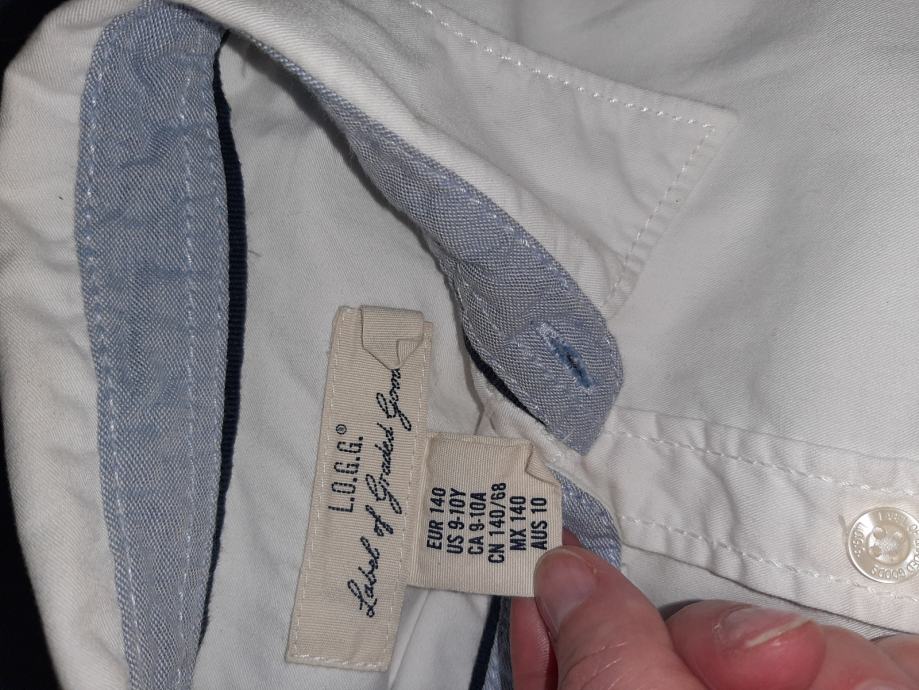 L.O.G.G.®
Label of Graded Goods
EUR 140
US 9-10Y
CA 9-10A
CN 140/68
MX 140
AUS 10